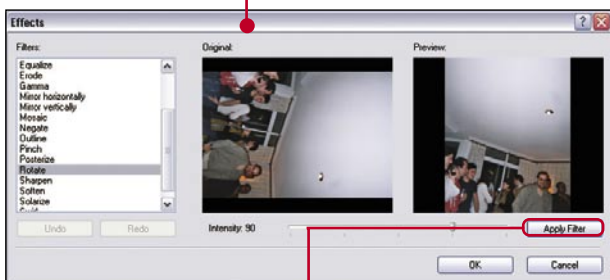 Effects
Filters:
Original:
Preview:
Equalize
Erode
Gamma
Mirror horizontally
Mirror vertically
Mosaic
Negate
Outline
Pinch
Posterize
Rotate
Sharpen
Soften
Solarize
Undo
Redo
Intensity: 90
Apply Filter
OK
Cancel